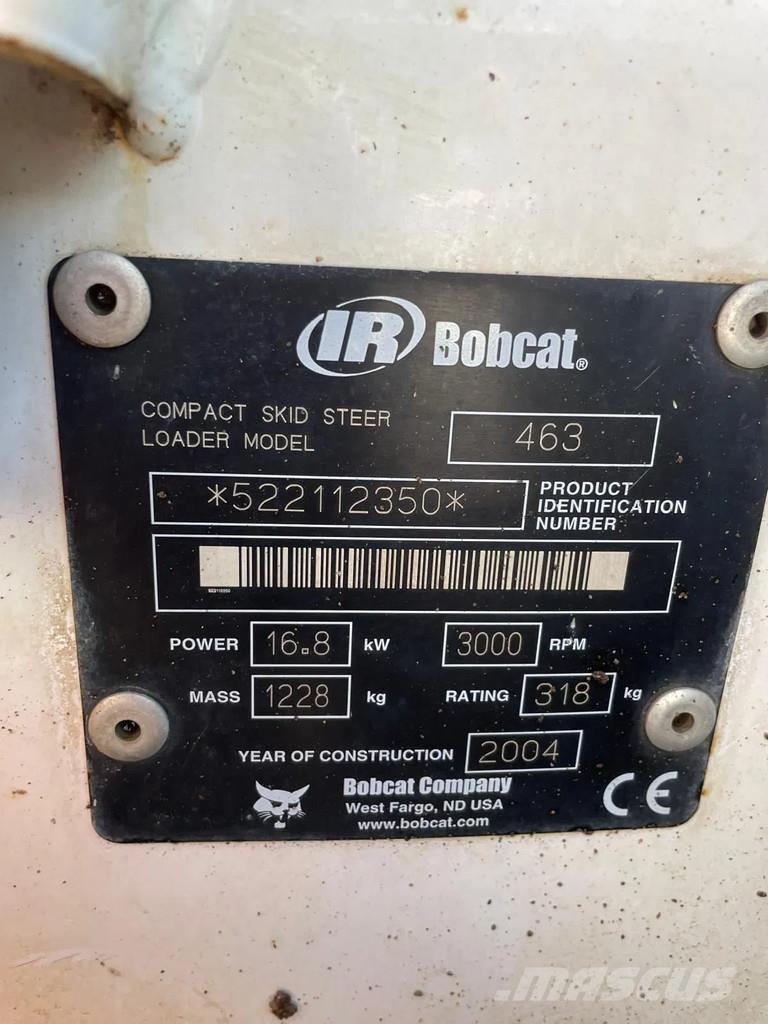 IR Bobcat®
COMPACT SKID STEER
LOADER MODEL 463
*522112350* PRODUCT
IDENTIFICATION
NUMBER
POWER 16.8 kW 3000 RPM
MASS 1228 kg RATING 318 kg
YEAR OF CONSTRUCTION 2004
Bobcat Company
West Fargo, ND USA
www.bobcat.com
CE
MASCUS